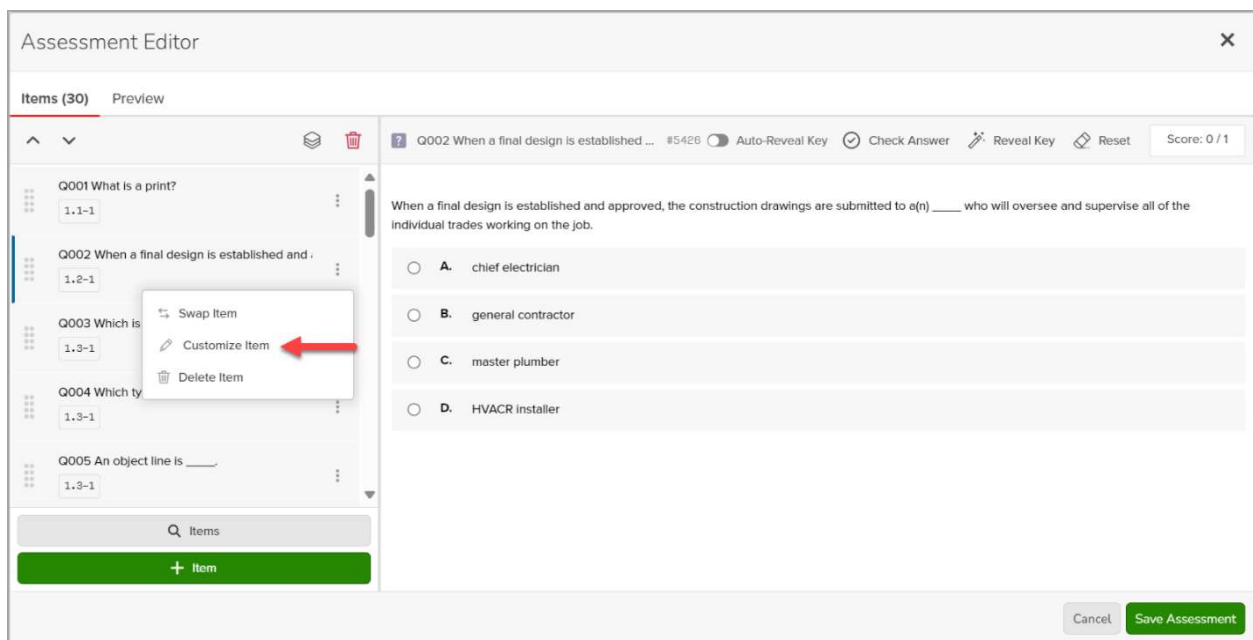 Assessment Editor
Items (30)
Preview
Q002 When a final design is established ...
#5426
Auto-Reveal Key
Check Answer
Reveal Key
Reset
Score: 0 / 1
Q001 What is a print?
1.1-1
Q002 When a final design is established and
1.2-1
Q003 Which is
1.3-1
Q004 Which ty
1.3-1
Q005 An object line is ____.
1.3-1
Swap Item
Customize Item
Delete Item
Items
+ Item
When a final design is established and approved, the construction drawings are submitted to a(n) ____ who will oversee and supervise all of the
individual trades working on the job.
A. chief electrician
B. general contractor
C. master plumber
D. HVACR installer
Cancel
Save Assessment